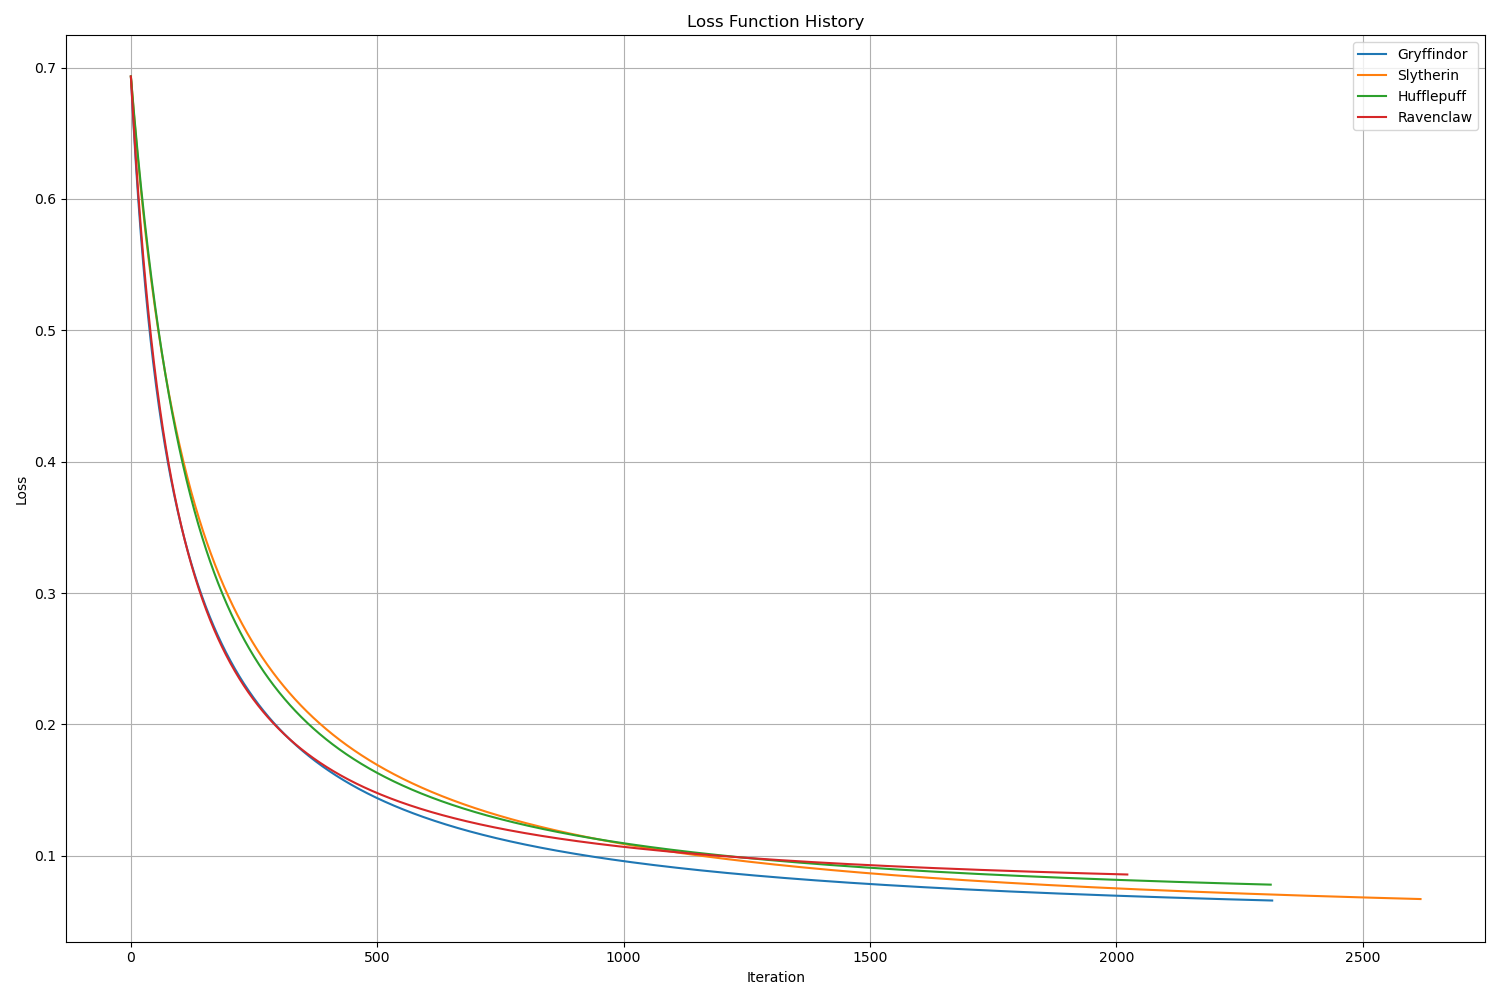 Loss Function History
Gryffindor
Slytherin
Hufflepuff
Ravenclaw
0.7
0.6
0.5
0.4
0.3
0.2
0.1
Loss
0 500 1000 1500 2000 2500
Iteration